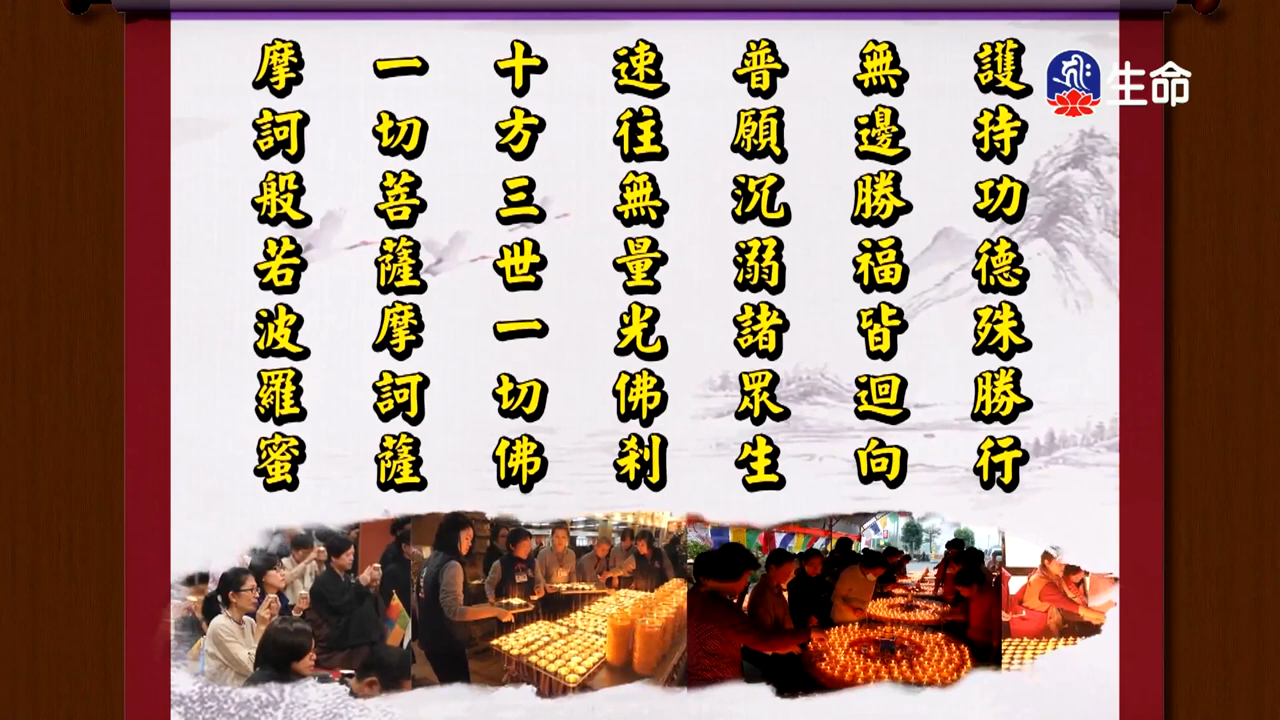 護持功德殊勝行
無邊勝福皆迴向
普願沉溺諸眾生
速往無量光佛剎
十方三世一切佛
一切菩薩摩訶薩
摩訶般若波羅蜜
生命